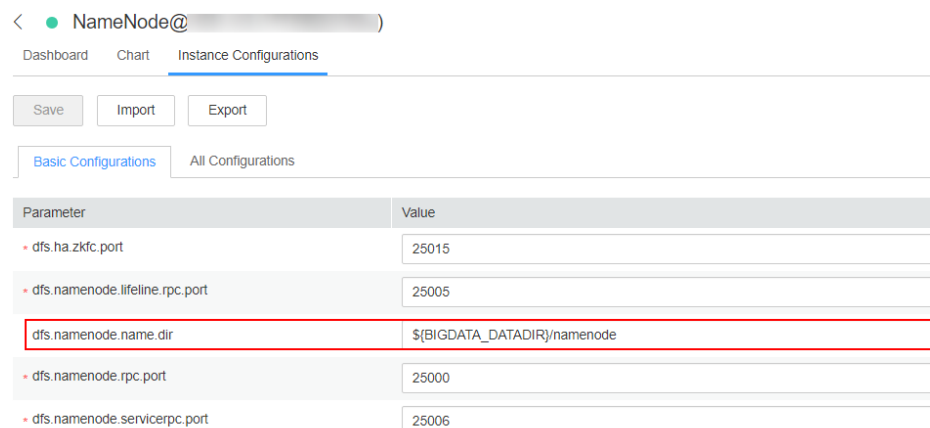 NameNode@ )
Dashboard Chart Instance Configurations
Save Import Export
Basic Configurations All Configurations
Parameter Value
* dfs.ha.zkfc.port 25015
* dfs.namenode.lifeline.rpc.port 25005
dfs.namenode.name.dir ${BIGDATA_DATADIR}/namenode
* dfs.namenode.rpc.port 25000
* dfs.namenode.servicerpc.port 25006